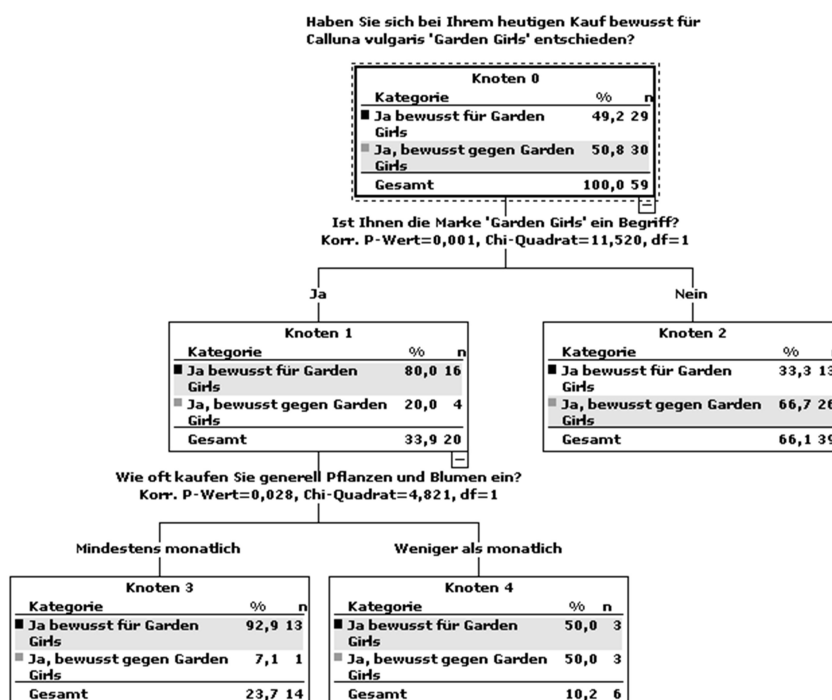 Haben Sie sich bei Ihrem heutigen Kauf bewusst für
Calluna vulgaris 'Garden Girls' entschieden?
Knoten 0
Kategorie % n
Ja bewusst für Garden 49,2 29
Girls
Ja, bewusst gegen Garden 50,8 30
Girls
Gesamt 100,0 59
Ist Ihnen die Marke 'Garden Girls' ein Begriff?
Korr. P-Wert=0,001, Chi-Quadrat=11,520, df=1
Ja
Nein
Knoten 1
Kategorie % n
Ja bewusst für Garden 80,0 16
Girls
Ja, bewusst gegen Garden 20,0 4
Girls
Gesamt 33,9 20
Knoten 2
Kategorie %
Ja bewusst für Garden 33,3 13
Girls
Ja, bewusst gegen Garden 66,7 26
Girls
Gesamt 66,1 39
Wie oft kaufen Sie generell Pflanzen und Blumen ein?
Korr. P-Wert=0,028, Chi-Quadrat=4,821, df=1
Mindestens monatlich
Weniger als monatlich
Knoten 3
Kategorie % n
Ja bewusst für Garden 92,9 13
Girls
Ja, bewusst gegen Garden 7,1 1
Girls
Gesamt 23,7 14
Knoten 4
Kategorie % n
Ja bewusst für Garden 50,0 3
Girls
Ja, bewusst gegen Garden 50,0 3
Girls
Gesamt 10,2 6